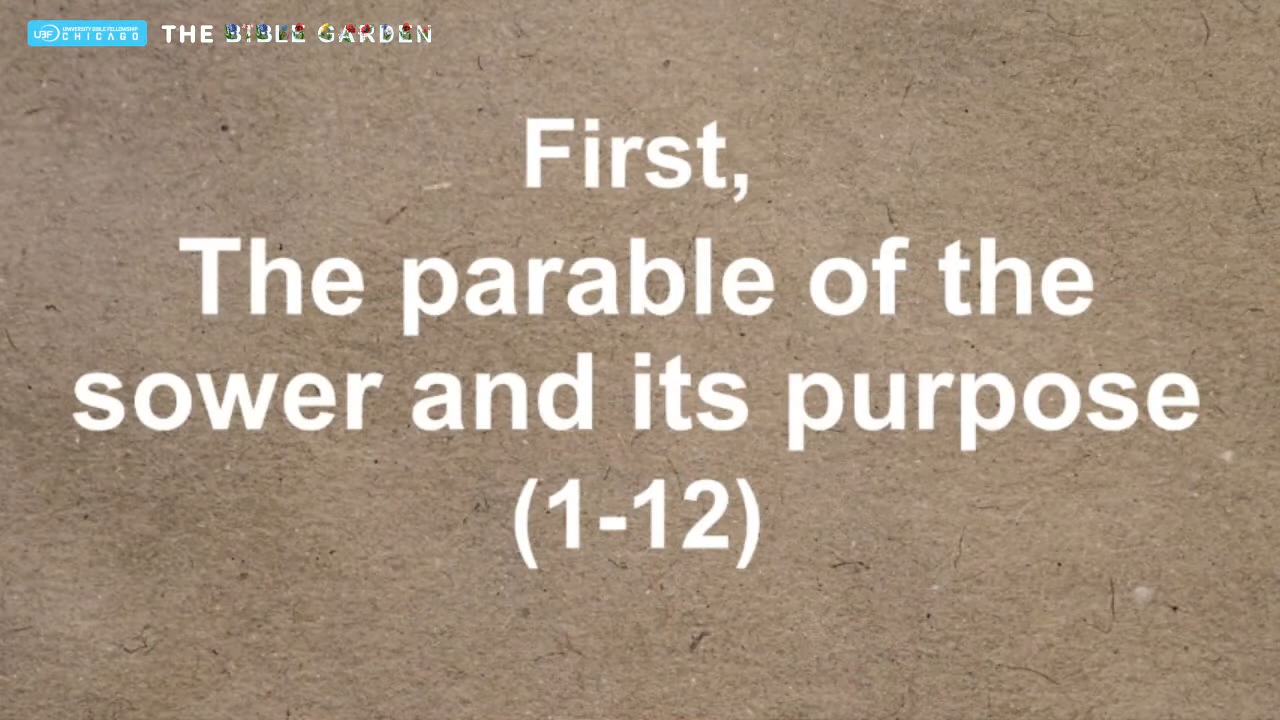 UBF UNIVERSITY BIBLE FELLOWSHIP
CHICAGO
THE BIBLE GARDEN
First,
The parable of the
sower and its purpose
(1-12)